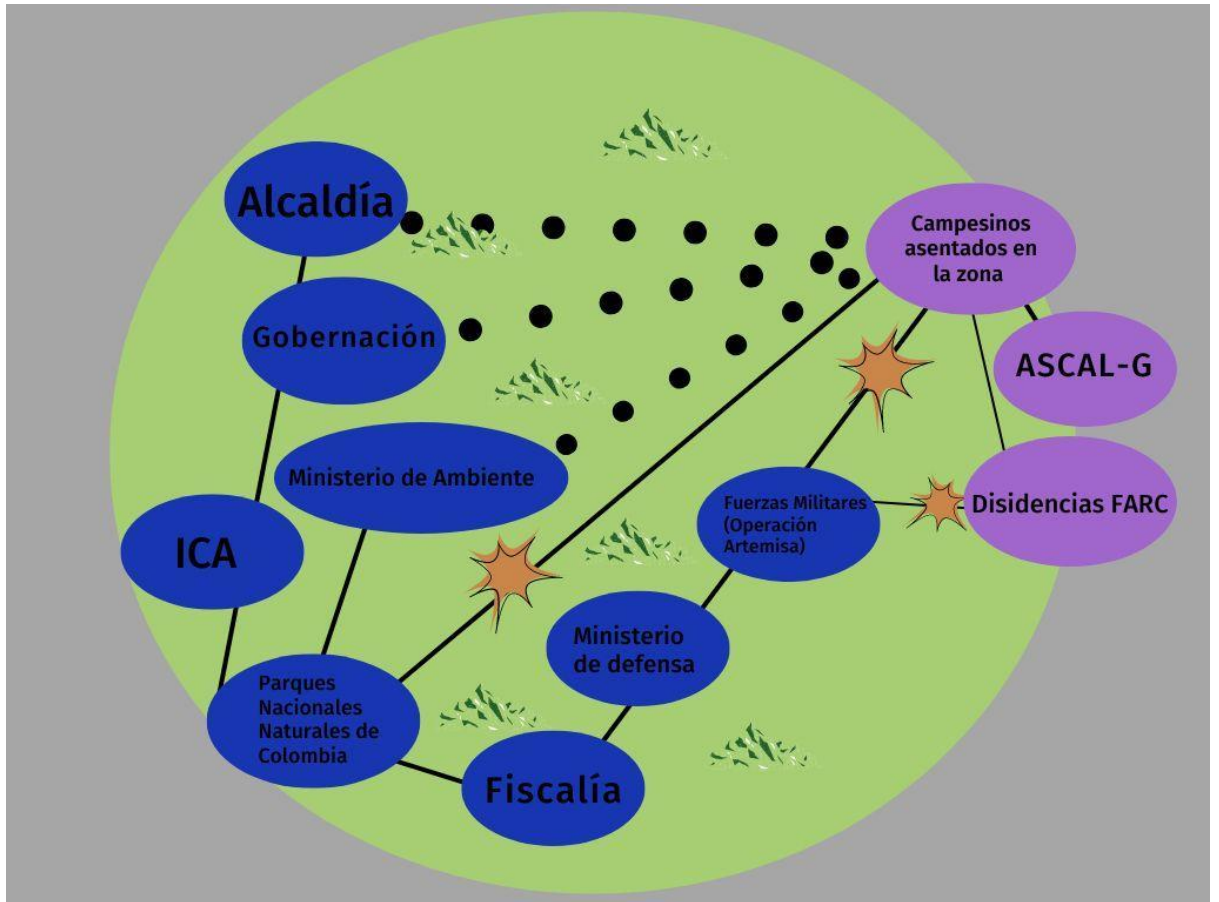 Alcaldía
Campesinos
asentados en
la zona
Gobernación
ASCAL-G
Ministerio de Ambiente
Fuerzas Militares
(Operación
Artemisa)
Disidencias FARC
ICA
Ministerio
de defensa
Parques
Nacionales
Naturales de
Colombia
Fiscalía